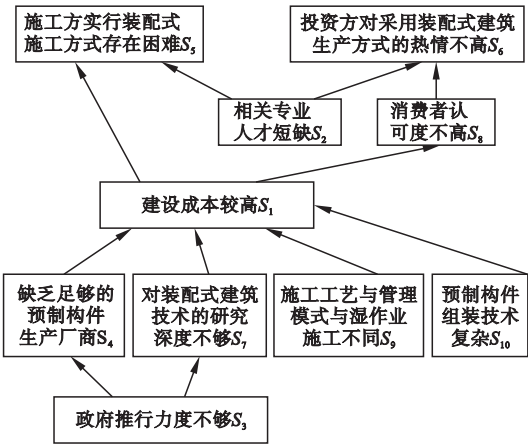 施工方实行装配式
施工方式存在困难S5
投资方对采用装配式建筑
生产方式的热情不高S6
相关专业
人才短缺S2
消费者认
可度不高S8
建设成本较高S1
缺乏足够的
预制构件
生产厂商S4
对装配式建筑
技术的研究
深度不够S7
施工工艺与管理
模式与湿作业
施工不同S9
预制构件
组装技术
复杂S10
政府推行力度不够S3